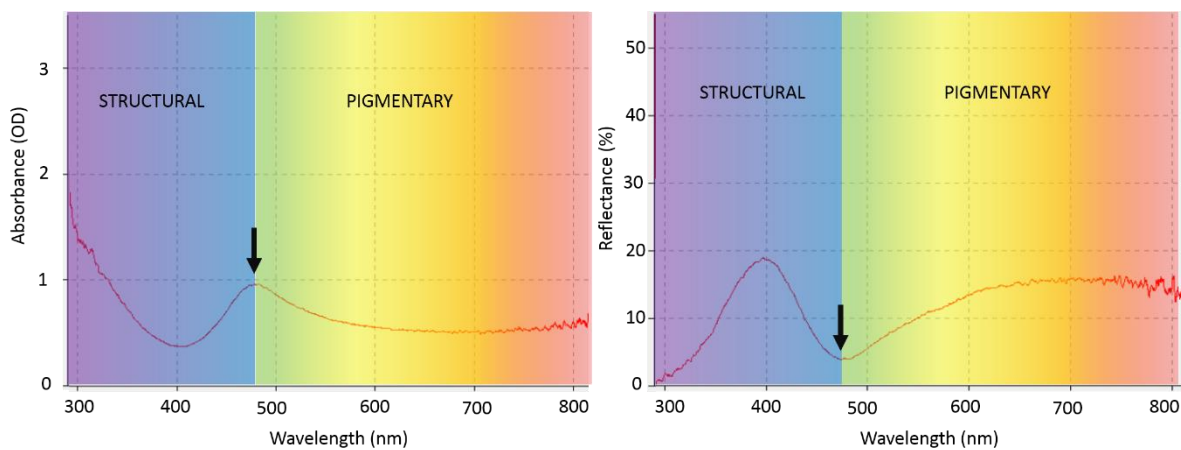 STRUCTURAL
PIGMENTARY
Absorbance (OD)
3
2
1
0
300 400 500 600 700 800
Wavelength (nm)
STRUCTURAL
PIGMENTARY
Reflectance (%)
50
40
30
20
10
0
300 400 500 600 700 800
Wavelength (nm)